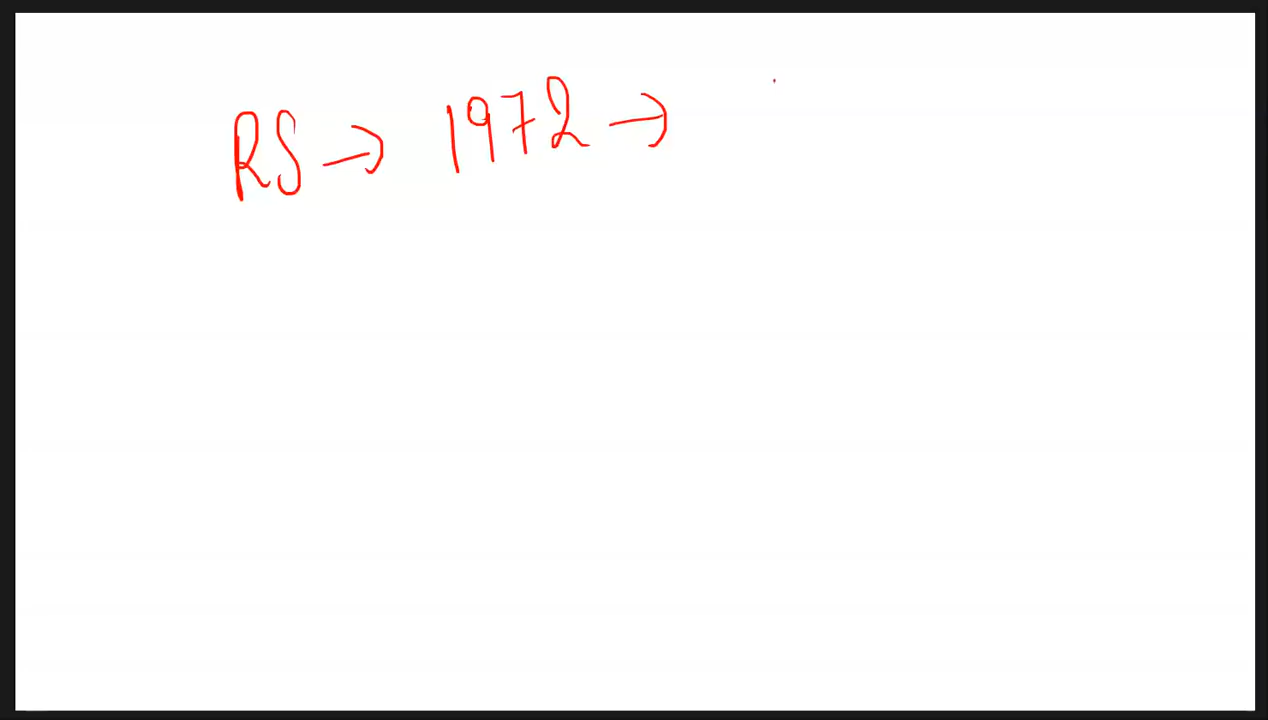 RS → 1972 →